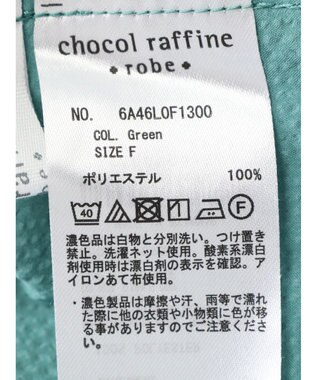 chocol raffine
• robe •
NO. 6A46L0F1300
COL. Green
SIZE F
ポリエステル 100%
40 F
濃色品は白物と分別洗い。つけ置き
禁止。洗濯ネット使用。酸素系漂白
剤使用時は漂白剤の表示を確認。ア
イロンあて布使用。
・濃色製品は摩擦や汗、雨等で濡れ
た際に他の衣類や小物類に色が移
る事がありますのでご注意くださ
い。